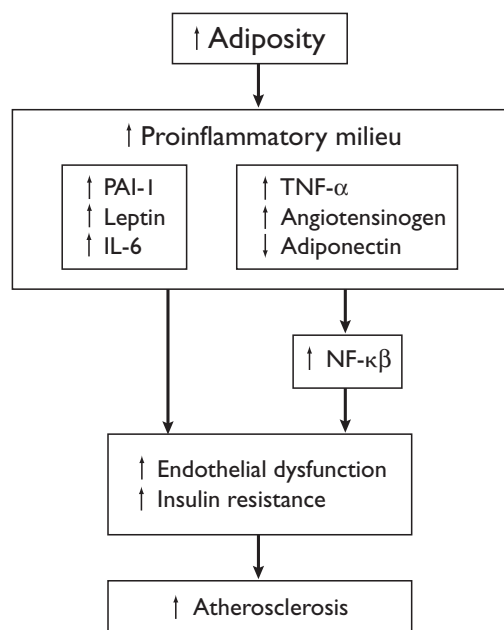 ↑ Adiposity
↑ Proinflammatory milieu
↑ PAI-1
↑ Leptin
↑ IL-6
↑ TNF-α
↑ Angiotensinogen
↓ Adiponectin
↑ NF-κβ
↑ Endothelial dysfunction
↑ Insulin resistance
↑ Atherosclerosis